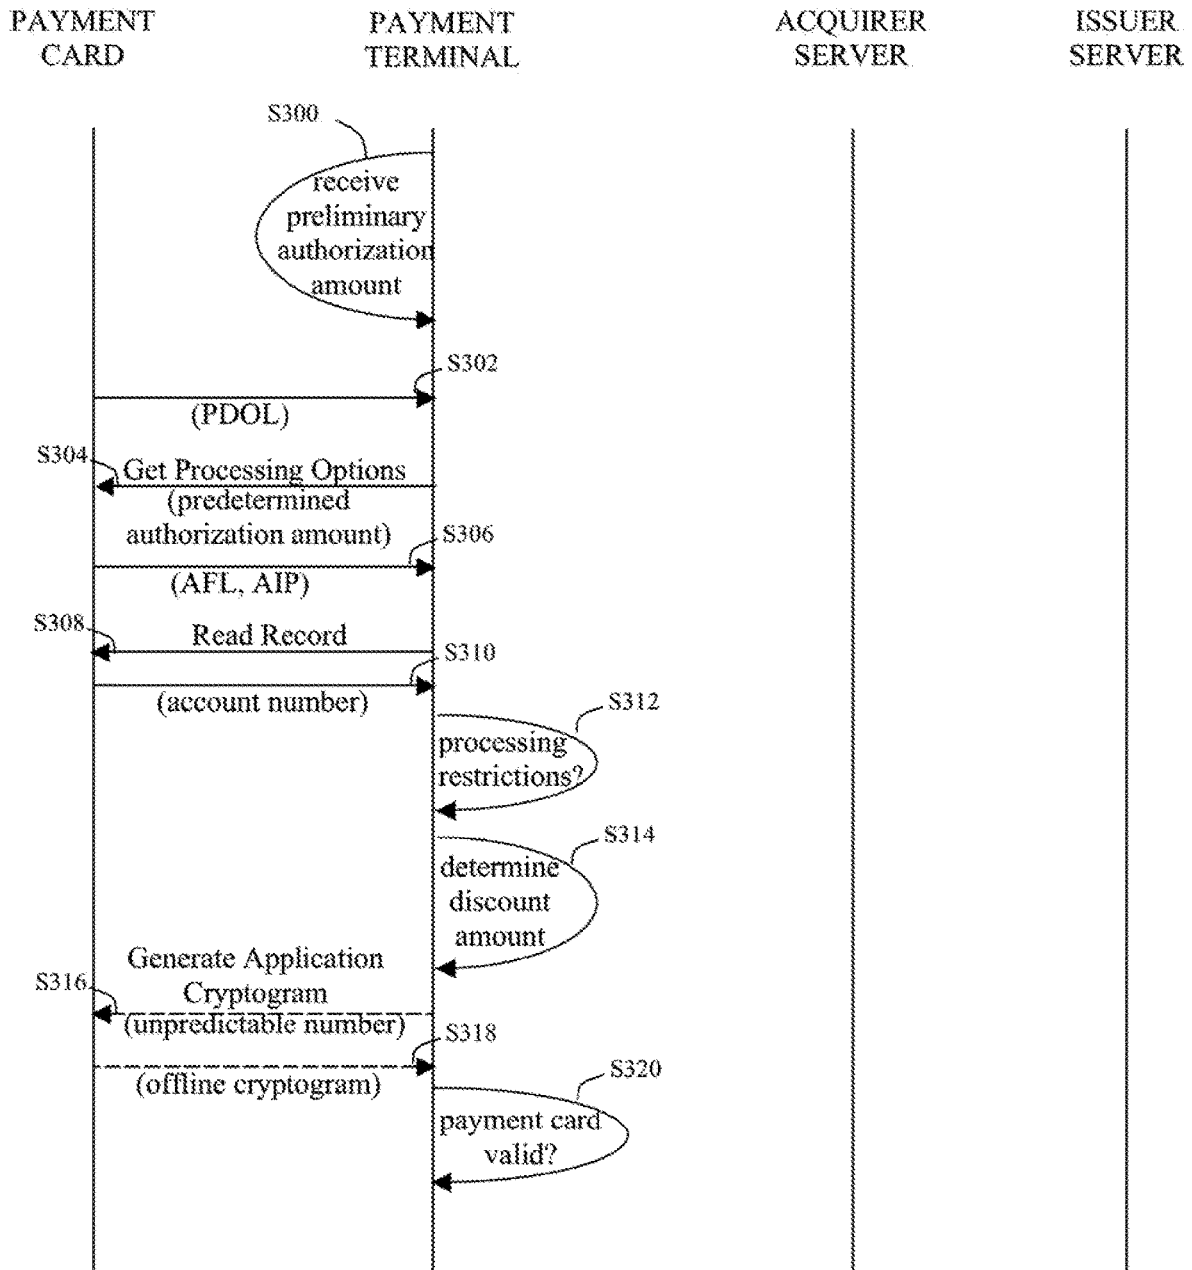 PAYMENT
CARD
PAYMENT
TERMINAL
ACQUIRER
SERVER
ISSUER
SERVER
S300
receive
preliminary
authorization
amount
S302
(PDOL)
S304
Get Processing Options
(predetermined
authorization amount)
S306
(AFL, AIP)
S308
Read Record
S310
(account number)
S312
processing
restrictions?
S314
determine
discount
amount
Generate Application
Cryptogram
S316
(unpredictable number)
S318
(offline cryptogram)
S320
payment card
valid?